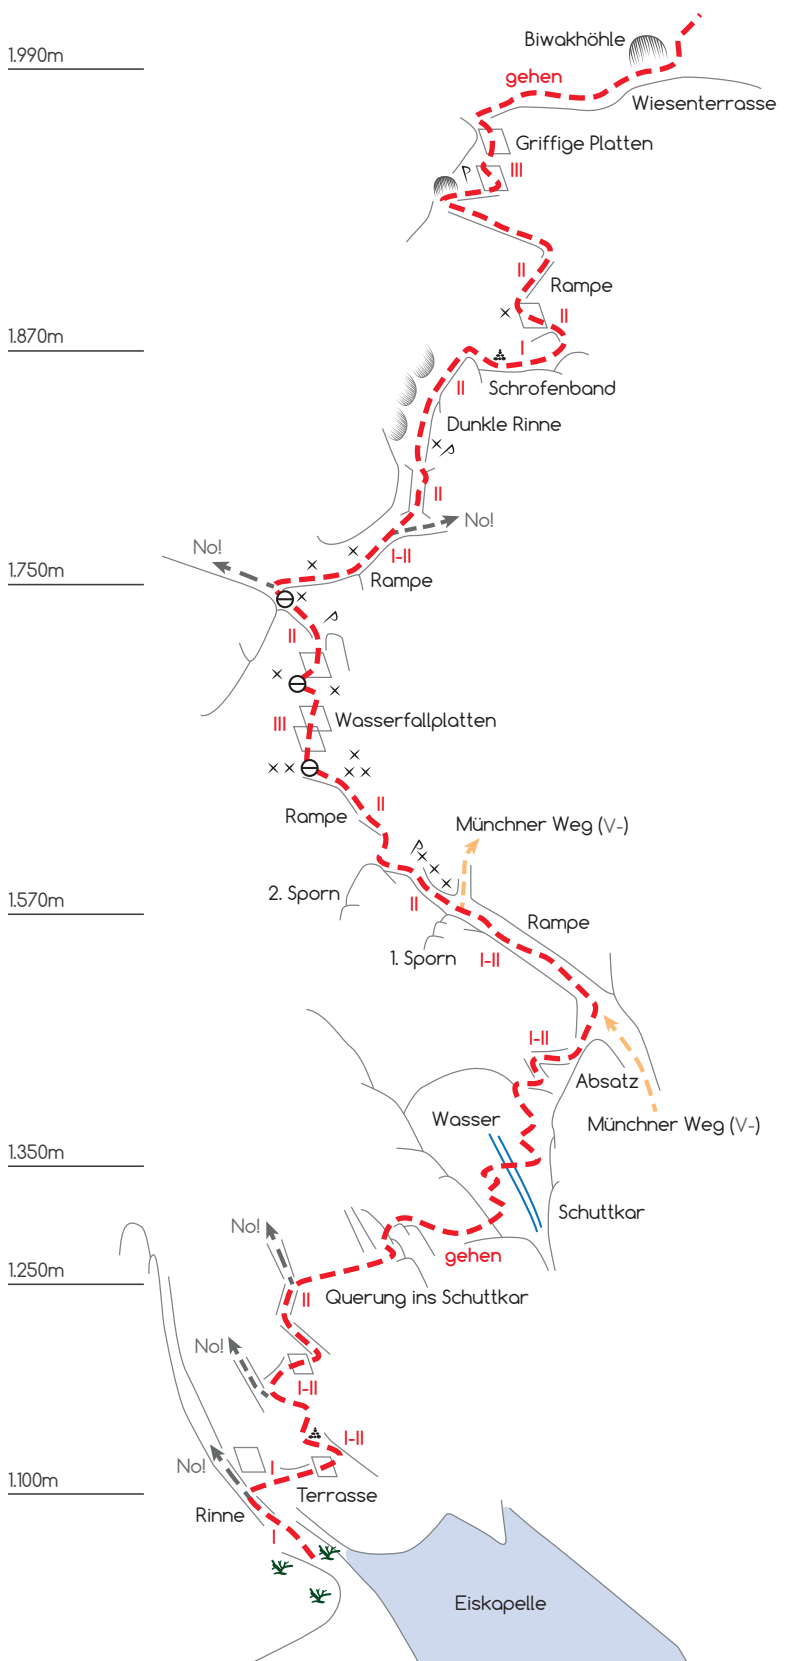 Biwakhöhle
1.990m
gehen
Wiesenterrasse
Griffige Platten
III
II
Rampe
II
1.870m
I
II
Schrofenband
Dunkle Rinne
II
No!
No!
I-II
1.750m
Rampe
II
III
Wasserfallplatten
II
Rampe
Münchner Weg (V-)
2. Sporn
II
1.570m
Rampe
1. Sporn
I-II
I-II
Absatz
Wasser
Münchner Weg (V-)
1.350m
Schuttkar
No!
gehen
1.250m
II
Querung ins Schuttkar
No!
I-II
I-II
No!
I
1.100m
Terrasse
Rinne
I
Eiskapelle